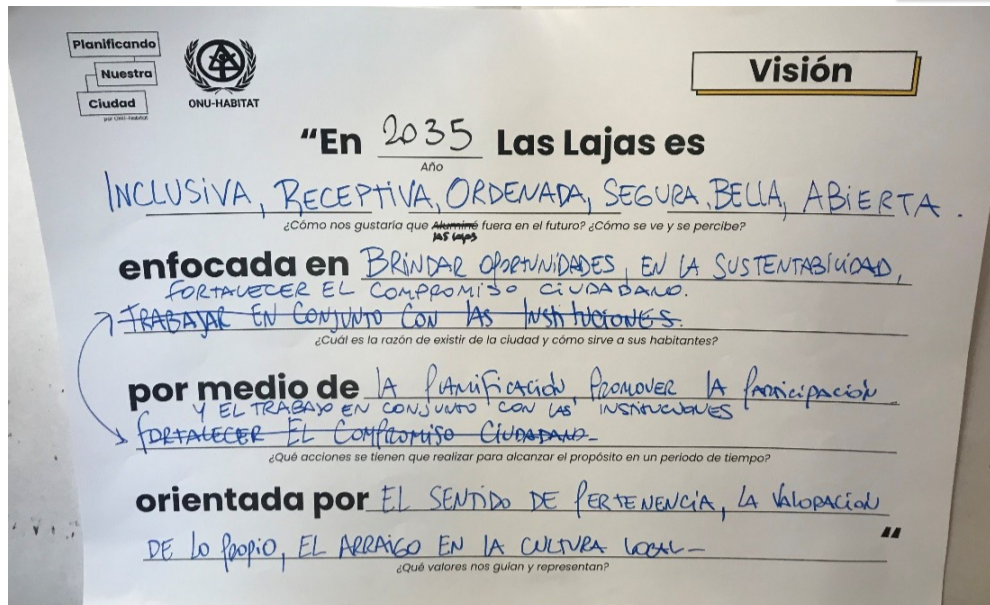 Planificando
Nuestra
Ciudad
por ONU-Habitat
ONU-HABITAT
Visión
"En 2035 Las Lajas es
Año
INCLUSIVA, RECEPTIVA, ORDENADA, SEGURA, BELLA, ABIERTA.
¿Cómo nos gustaría que Aluminé fuera en el futuro? ¿Cómo se ve y se percibe?
LAS LAJAS
enfocada en BRINDAR OPORTUNIDADES, EN LA SUSTENTABILIDAD,
FORTALECER EL COMPROMISO CIUDADANO.
TRABAJAR EN CONJUNTO CON LAS INSTITUCIONES.
¿Cuál es la razón de existir de la ciudad y cómo sirve a sus habitantes?
por medio de LA PLANIFICACIÓN, PROMOVER LA PARTICIPACIÓN
Y EL TRABAJO EN CONJUNTO CON LAS INSTITUCIONES
FORTALECER EL COMPROMISO CIUDADANO-
¿Qué acciones se tienen que realizar para alcanzar el propósito en un periodo de tiempo?
orientada por EL SENTIDO DE PERTENENCIA, LA VALORACIÓN
DE LO PROPIO, EL ARRAIGO EN LA CULTURA LOCAL- "
¿Qué valores nos guían y representan?